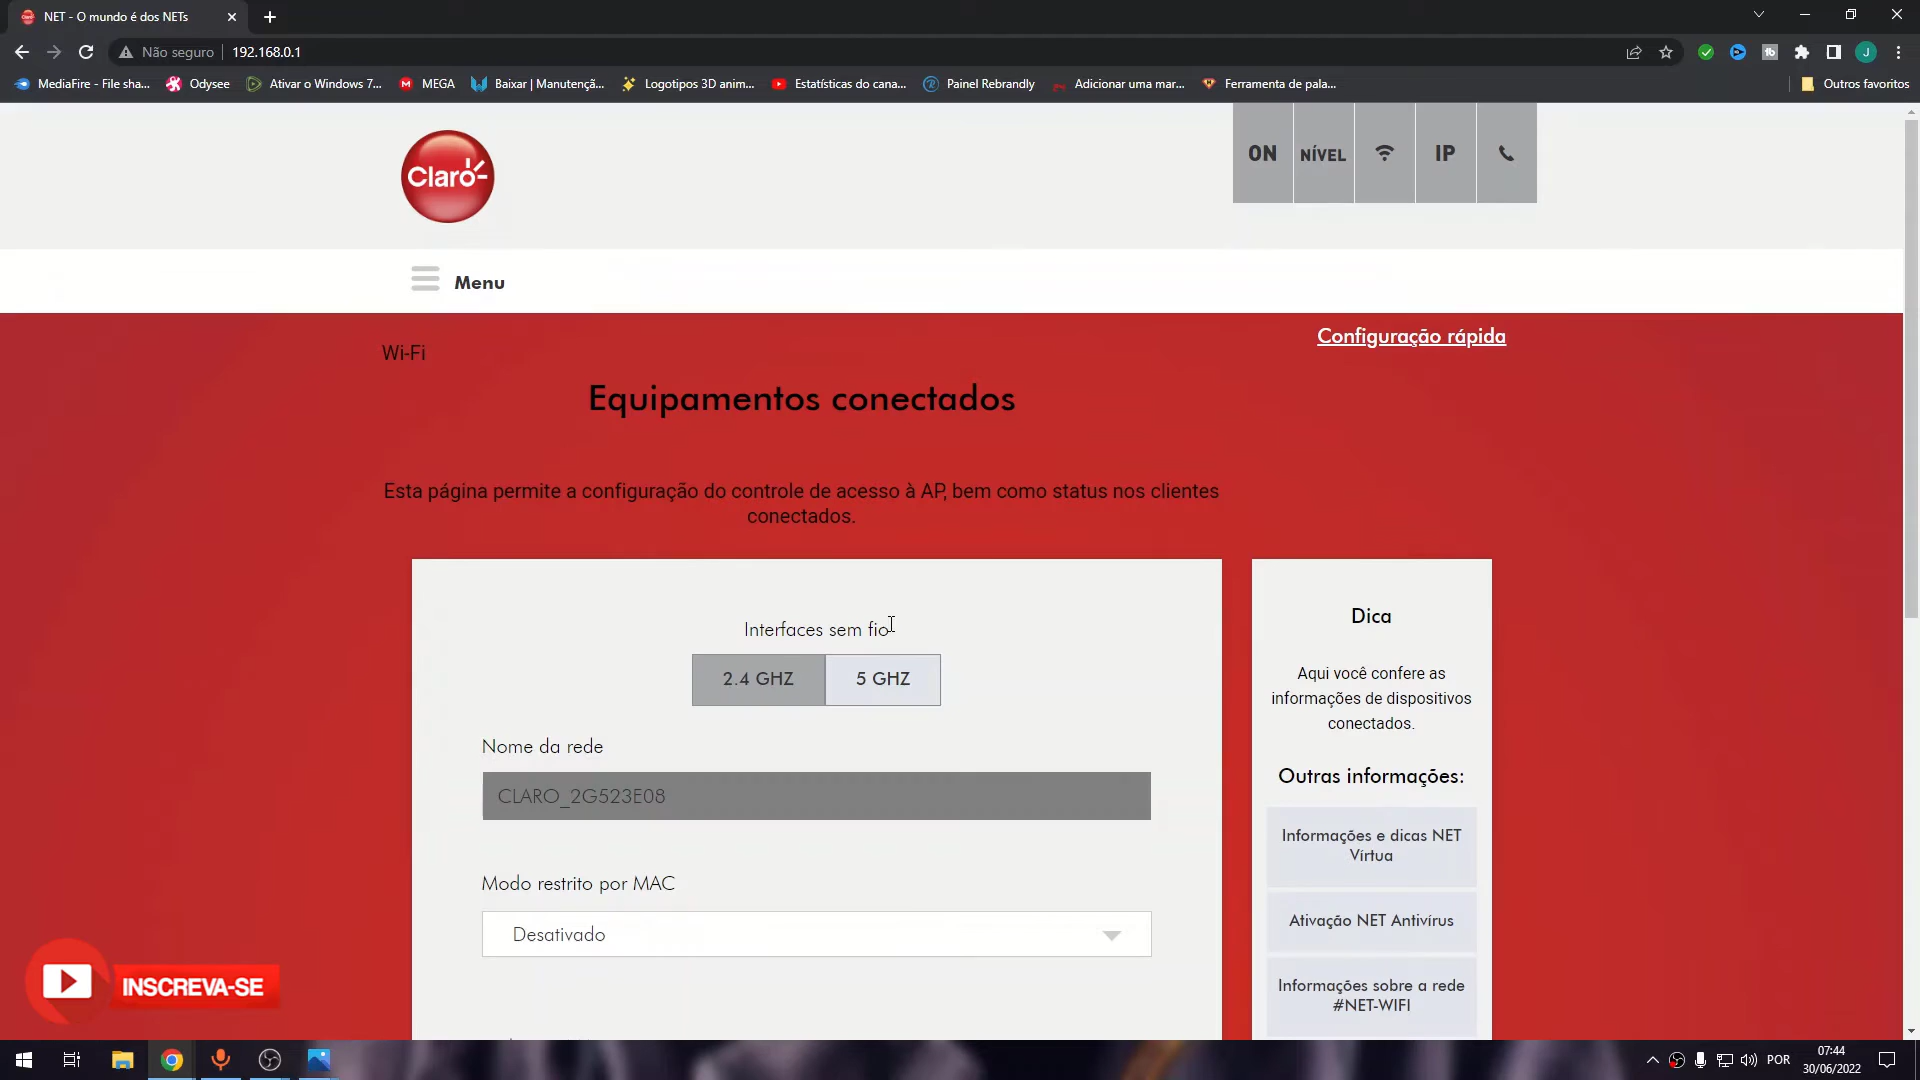 NET - O mundo é dos NETs
Não seguro
192.168.0.1
J
MediaFire - File sha...
Odysee
Ativar o Windows 7...
MEGA
Baixar | Manutençã...
Logotipos 3D anim...
Estatísticas do cana...
Painel Rebrandly
Adicionar uma mar...
Ferramenta de pala...
Outros favoritos
Claro
ON
NÍVEL
IP
Menu
Configuração rápida
Wi-Fi
Equipamentos conectados
Esta página permite a configuração do controle de acesso à AP, bem como status nos clientes
conectados.
Interfaces sem fio
2.4 GHZ
5 GHZ
Nome da rede
CLARO_2G523E08
Modo restrito por MAC
Desativado
Dica
Aqui você confere as
informações de dispositivos
conectados.
Outras informações:
Informações e dicas NET
Vírtua
Ativação NET Antivírus
Informações sobre a rede
#NET-WIFI
INSCREVA-SE
POR
07:44
30/06/2022